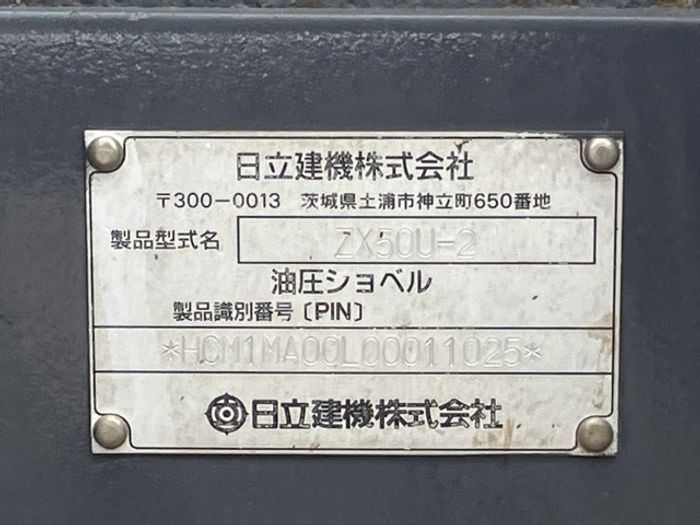 日立建機株式会社
〒300-0013 茨城県土浦市神立町650番地
製品型式名 ZX50U-2
油圧ショベル
製品識別番号〔PIN〕
*HCM1MA00L00011025*
日立建機株式会社